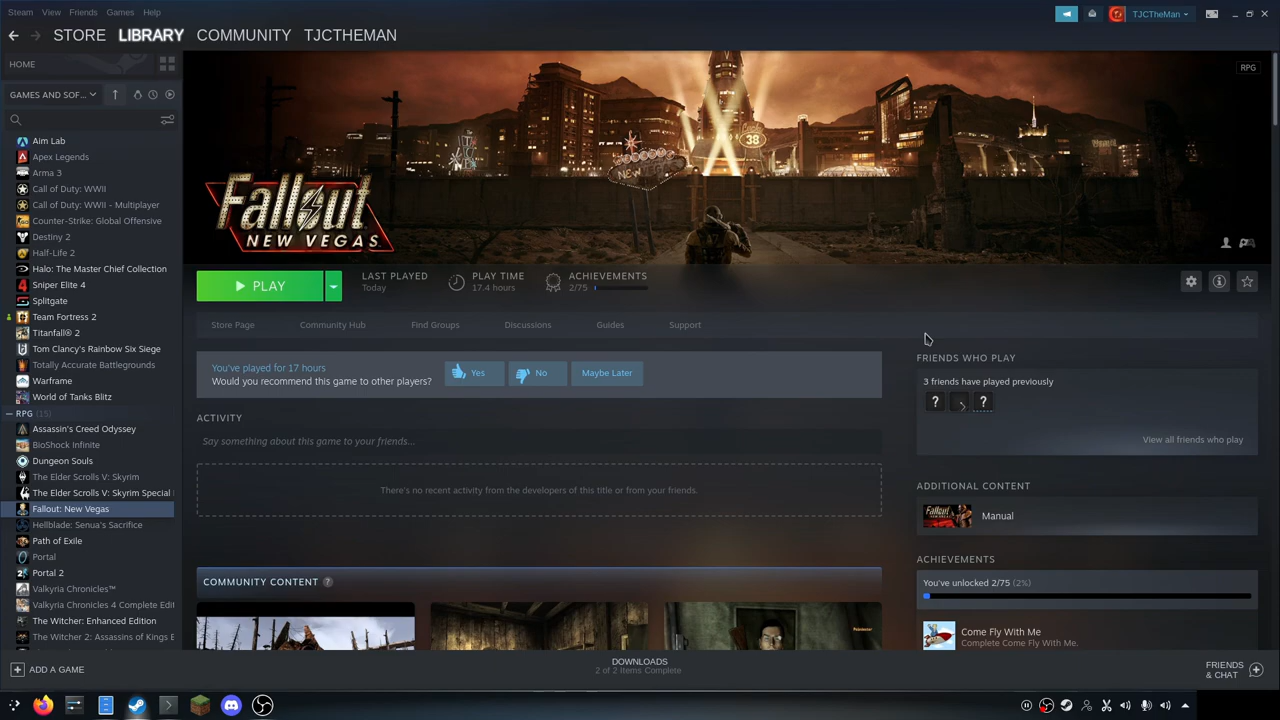 Steam View Friends Games Help
TJCTheMan
STORE LIBRARY COMMUNITY TJCTHEMAN
HOME
GAMES AND SOF...
RPG
38
NEW VEGAS
Fallout
NEW VEGAS
Aim Lab
Apex Legends
Arma 3
Call of Duty: WWII
Call of Duty: WWII - Multiplayer
Counter-Strike: Global Offensive
Destiny 2
Half-Life 2
Halo: The Master Chief Collection
Sniper Elite 4
Splitgate
Team Fortress 2
Titanfall® 2
Tom Clancy's Rainbow Six Siege
Totally Accurate Battlegrounds
Warframe
World of Tanks Blitz
RPG (15)
Assassin's Creed Odyssey
BioShock Infinite
Dungeon Souls
The Elder Scrolls V: Skyrim
The Elder Scrolls V: Skyrim Special
Fallout: New Vegas
Hellblade: Senua's Sacrifice
Path of Exile
Portal
Portal 2
Valkyria Chronicles™
Valkyria Chronicles 4 Complete Edit
The Witcher: Enhanced Edition
The Witcher 2: Assassins of Kings E
PLAY
LAST PLAYED
Today
PLAY TIME
17.4 hours
ACHIEVEMENTS
2/75
Store Page Community Hub Find Groups Discussions Guides Support
You've played for 17 hours
Would you recommend this game to other players?
Yes No Maybe Later
ACTIVITY
Say something about this game to your friends...
There's no recent activity from the developers of this title or from your friends.
COMMUNITY CONTENT ?
FRIENDS WHO PLAY
3 friends have played previously
? ?
View all friends who play
ADDITIONAL CONTENT
Manual
ACHIEVEMENTS
You've unlocked 2/75 (2%)
Come Fly With Me
Complete Come Fly With Me.
ADD A GAME
DOWNLOADS
2 of 2 Items Complete
FRIENDS
& CHAT